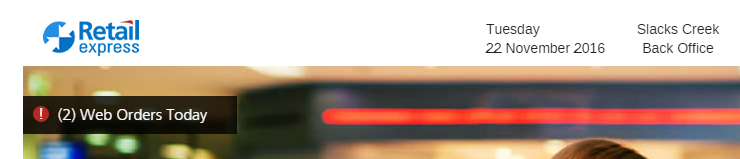 Retail
express
Tuesday
22 November 2016
Slacks Creek
Back Office
! (2) Web Orders Today